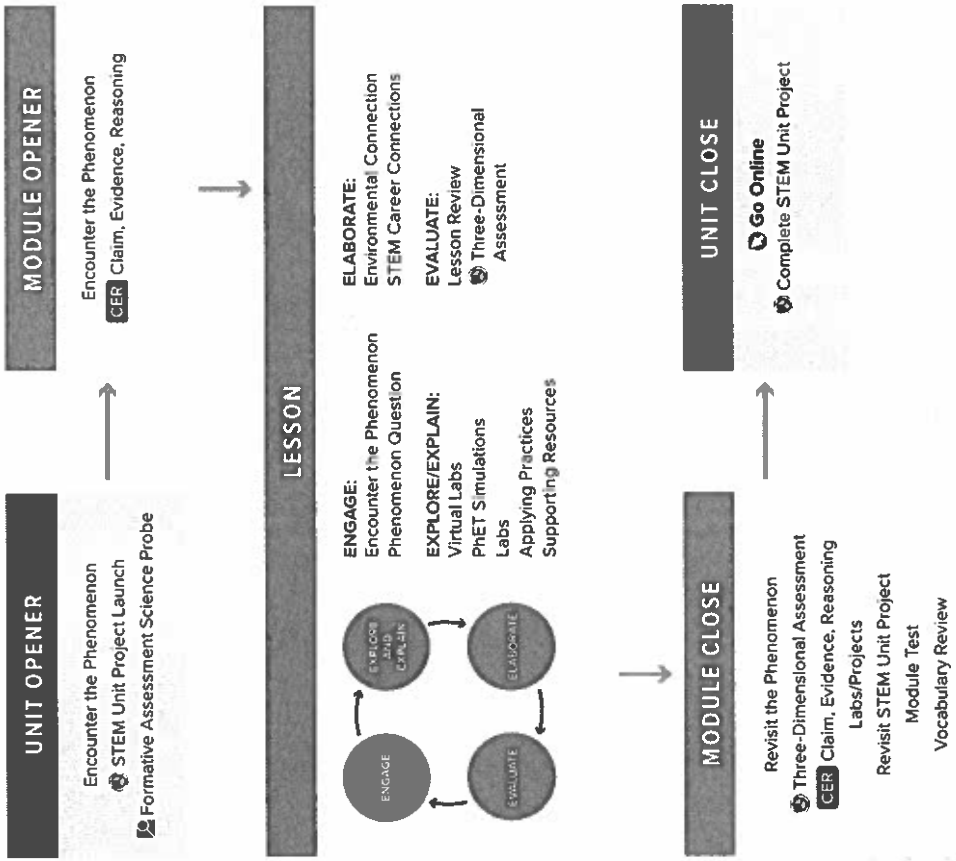 UNIT OPENER
Encounter the Phenomenon
STEM Unit Project Launch
Formative Assessment Science Probe
MODULE OPENER
Encounter the Phenomenon
CER Claim, Evidence, Reasoning
LESSON
ENGAGE
EXPLORE
AND
EXPLAIN
ELABORATE
EVALUATE
ENGAGE:
Encounter the Phenomenon
Phenomenon Question
EXPLORE/EXPLAIN:
Virtual Labs
PhET Simulations
Labs
Applying Practices
Supporting Resources
ELABORATE:
Environmental Connection
STEM Career Connections
EVALUATE:
Lesson Review
Three-Dimensional
Assessment
MODULE CLOSE
Revisit the Phenomenon
Three-Dimensional Assessment
CER Claim, Evidence, Reasoning
Labs/Projects
Revisit STEM Unit Project
Module Test
Vocabulary Review
UNIT CLOSE
Go Online
Complete STEM Unit Project